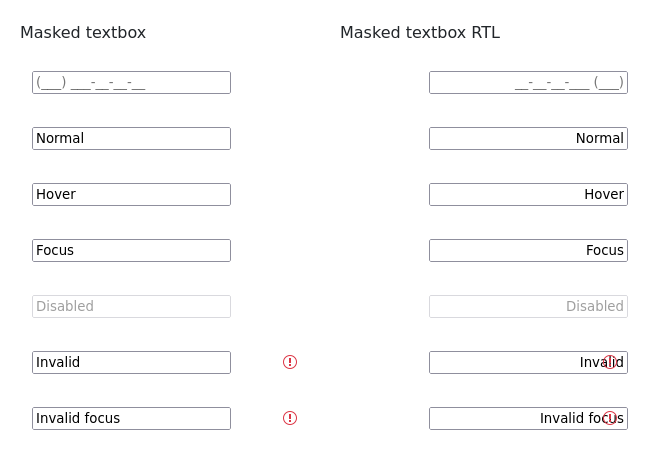 Masked textbox
Masked textbox RTL
(___) ___-__-__-__
__-__-__-___ (___)
Normal
Normal
Hover
Hover
Focus
Focus
Disabled
Disabled
Invalid
Invalid
Invalid focus
Invalid focus